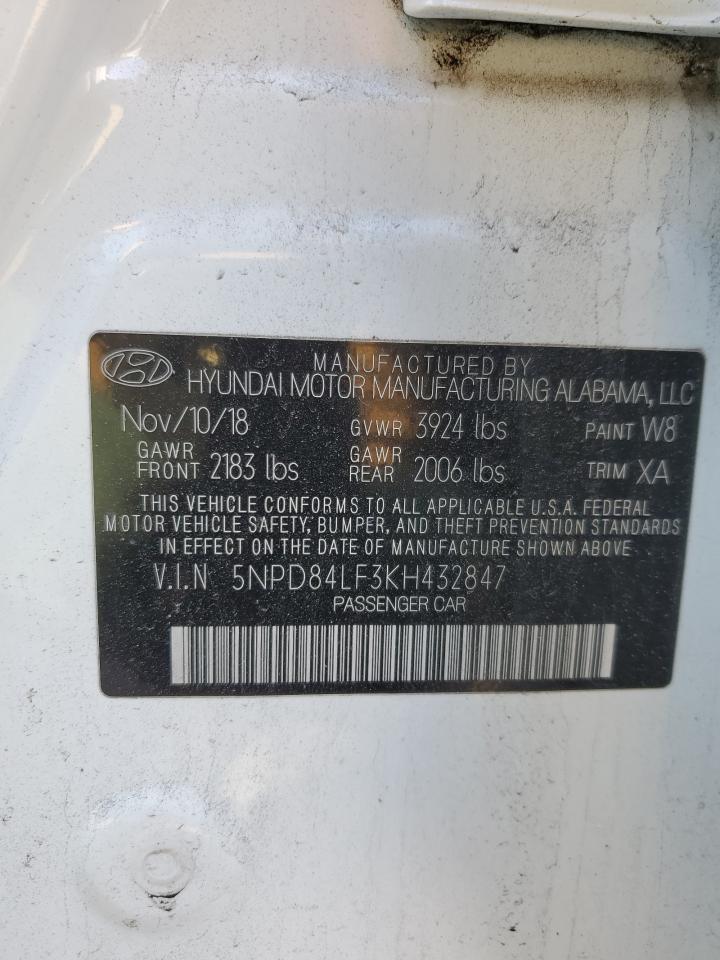 MANUFACTURED BY
HYUNDAI MOTOR MANUFACTURING ALABAMA, LLC
Nov/10/18 GVWR 3924 lbs PAINT W8
GAWR FRONT 2183 lbs GAWR REAR 2006 lbs TRIM XA
THIS VEHICLE CONFORMS TO ALL APPLICABLE U.S.A. FEDERAL
MOTOR VEHICLE SAFETY, BUMPER, AND THEFT PREVENTION STANDARDS
IN EFFECT ON THE DATE OF MANUFACTURE SHOWN ABOVE.
V.I.N 5NPD84LF3KH432847
PASSENGER CAR